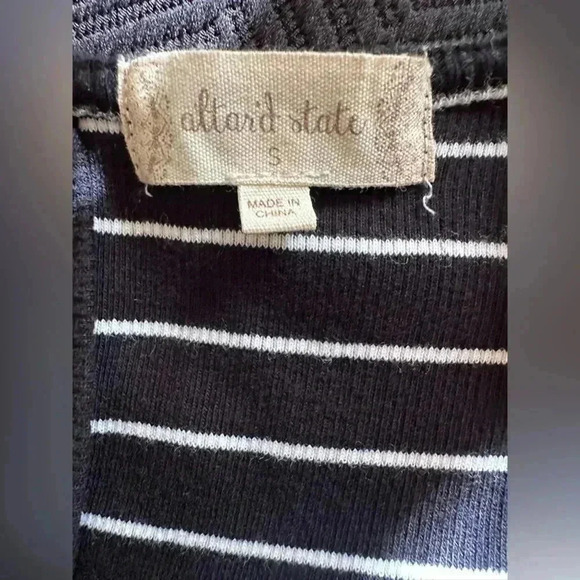 altar'd state
S
MADE IN
CHINA